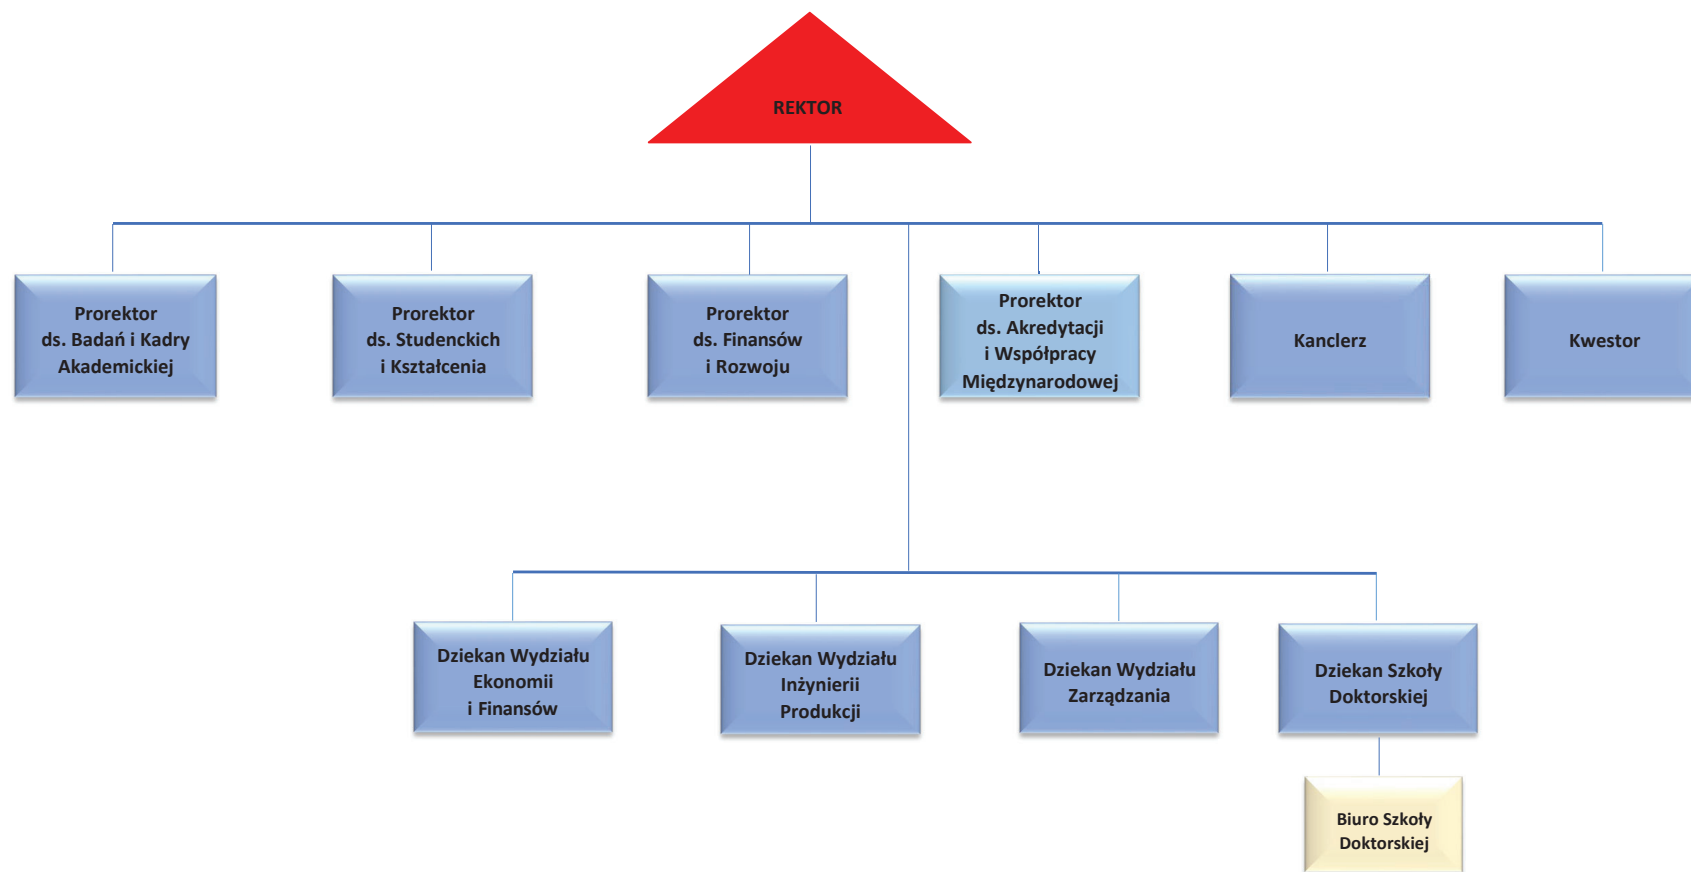 REKTOR
Prorektor
ds. Badań i Kadry
Akademickiej
Prorektor
ds. Studenckich
i Kształcenia
Prorektor
ds. Finansów
i Rozwoju
Prorektor
ds. Akredytacji
i Współpracy
Międzynarodowej
Kanclerz
Kwestor
Dziekan Wydziału
Ekonomii
i Finansów
Dziekan Wydziału
Inżynierii
Produkcji
Dziekan Wydziału
Zarządzania
Dziekan Szkoły
Doktorskiej
Biuro Szkoły
Doktorskiej